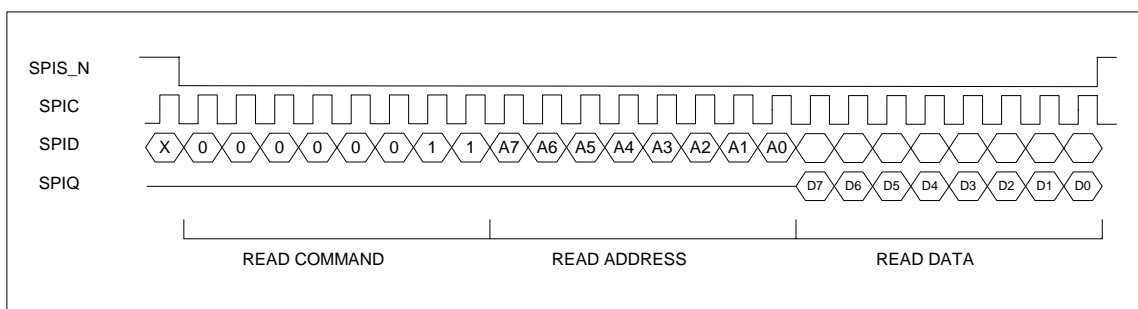 SPIS_N
SPIC
SPID X 0 0 0 0 0 0 1 1 A7 A6 A5 A4 A3 A2 A1 A0
SPIQ D7 D6 D5 D4 D3 D2 D1 D0
READ COMMAND READ ADDRESS READ DATA